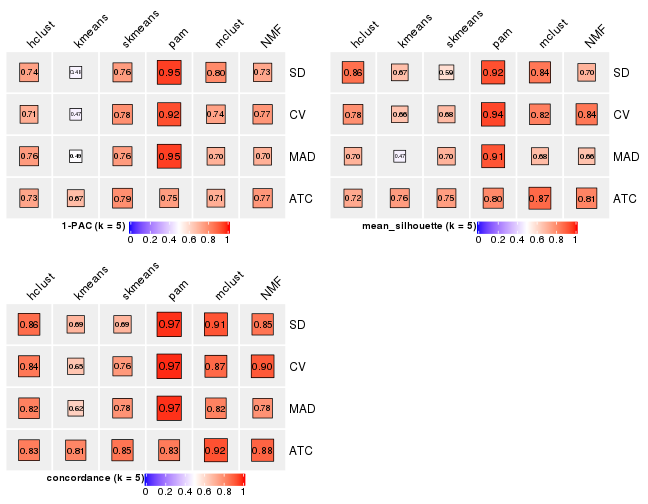 hclust kmeans skmeans pam mclust NMF
0.74 0.48 0.76 0.95 0.80 0.73 SD
0.71 0.47 0.78 0.92 0.74 0.77 CV
0.76 0.49 0.76 0.95 0.70 0.70 MAD
0.73 0.67 0.79 0.75 0.71 0.77 ATC
1-PAC (k = 5)
0 0.2 0.4 0.6 0.8 1
hclust kmeans skmeans pam mclust NMF
0.86 0.67 0.59 0.92 0.84 0.70 SD
0.78 0.66 0.68 0.94 0.82 0.84 CV
0.70 0.47 0.70 0.91 0.68 0.66 MAD
0.72 0.76 0.75 0.80 0.87 0.81 ATC
mean_silhouette (k = 5)
0 0.2 0.4 0.6 0.8 1
hclust kmeans skmeans pam mclust NMF
0.86 0.69 0.69 0.97 0.91 0.85 SD
0.84 0.65 0.76 0.97 0.87 0.90 CV
0.82 0.62 0.78 0.97 0.82 0.78 MAD
0.83 0.81 0.85 0.83 0.92 0.88 ATC
concordance (k = 5)
0 0.2 0.4 0.6 0.8 1